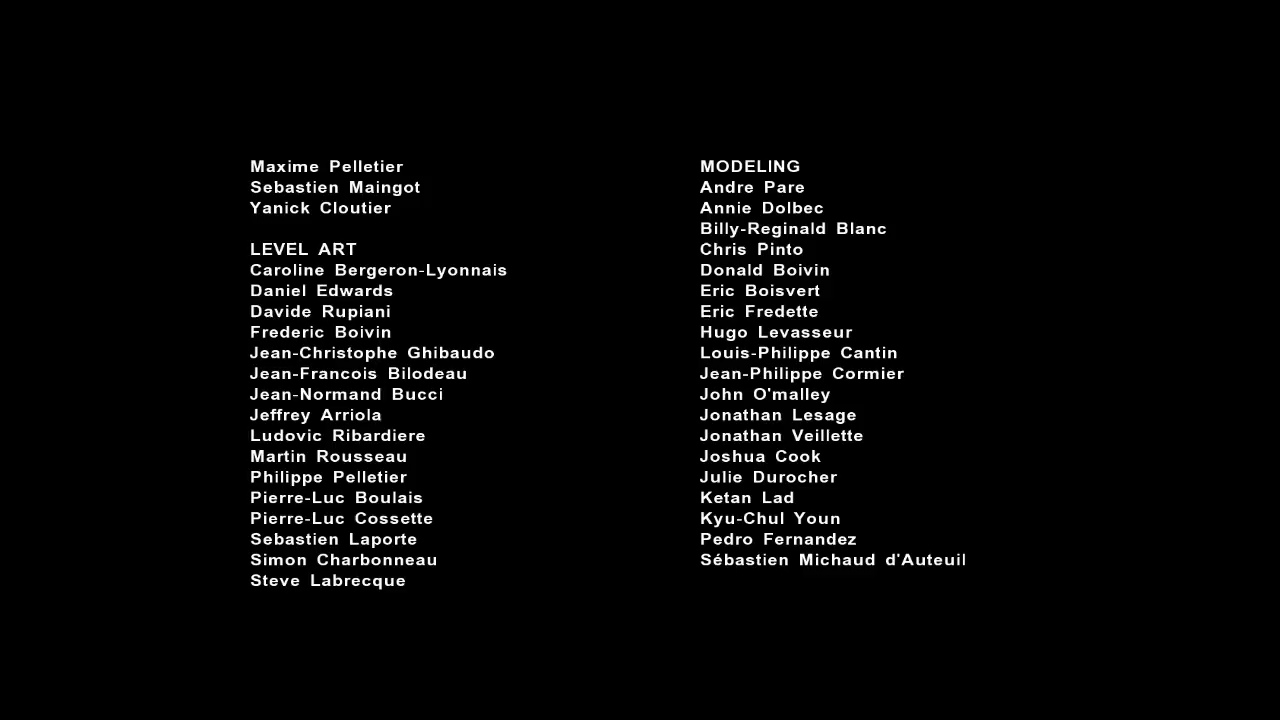 Maxime Pelletier
Sebastien Maingot
Yanick Cloutier
LEVEL ART
Caroline Bergeron-Lyonnais
Daniel Edwards
Davide Rupiani
Frederic Boivin
Jean-Christophe Ghibaudo
Jean-Francois Bilodeau
Jean-Normand Bucci
Jeffrey Arriola
Ludovic Ribardiere
Martin Rousseau
Philippe Pelletier
Pierre-Luc Boulais
Pierre-Luc Cossette
Sebastien Laporte
Simon Charbonneau
Steve Labrecque
MODELING
Andre Pare
Annie Dolbec
Billy-Reginald Blanc
Chris Pinto
Donald Boivin
Eric Boisvert
Eric Fredette
Hugo Levasseur
Louis-Philippe Cantin
Jean-Philippe Cormier
John O'malley
Jonathan Lesage
Jonathan Veillette
Joshua Cook
Julie Durocher
Ketan Lad
Kyu-Chul Youn
Pedro Fernandez
Sébastien Michaud d'Auteuil